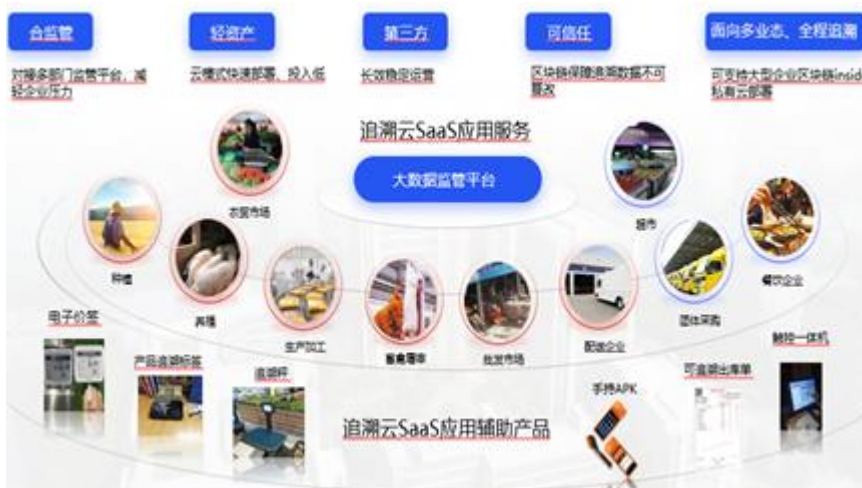 合监管
轻资产
第三方
可信任
面向多业态、全程追溯
对接多部门监管平台，减
轻企业压力
云模式快速部署、投入低
长效稳定运营
区块链保障追溯数据不可
篡改
可支持大型企业区块链inside
私有云部署
追溯云SaaS应用服务
大数据监管平台
农贸市场
超市
种植
养殖
生产加工
畜禽屠宰
批发市场
配送企业
团体采购
餐饮企业
电子价签
产品追溯标签
追溯秤
手持APK
可追溯出库单
触控一体机
追溯云SaaS应用辅助产品